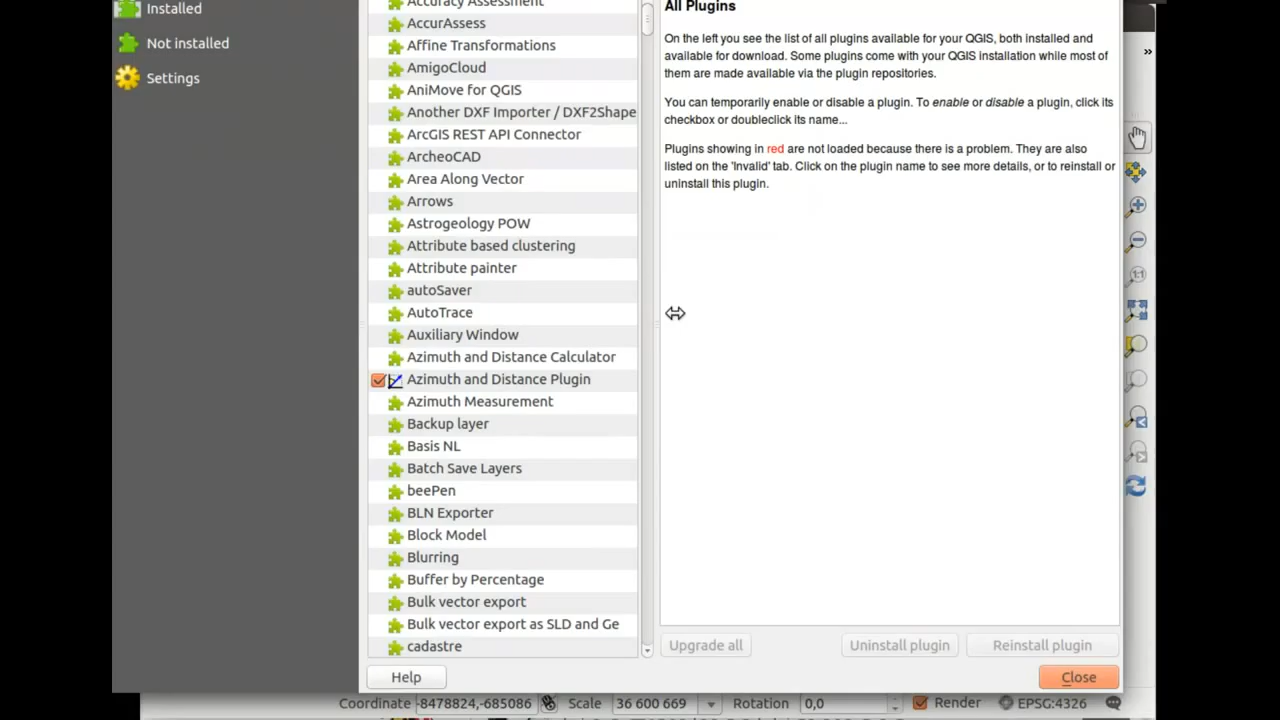 Installed
Not installed
Settings
Accuracy Assessment
AccurAssess
Affine Transformations
AmigoCloud
AniMove for QGIS
Another DXF Importer / DXF2Shape
ArcGIS REST API Connector
ArcheoCAD
Area Along Vector
Arrows
Astrogeology POW
Attribute based clustering
Attribute painter
autoSaver
AutoTrace
Auxiliary Window
Azimuth and Distance Calculator
Azimuth and Distance Plugin
Azimuth Measurement
Backup layer
Basis NL
Batch Save Layers
beePen
BLN Exporter
Block Model
Blurring
Buffer by Percentage
Bulk vector export
Bulk vector export as SLD and Ge
cadastre
All Plugins
On the left you see the list of all plugins available for your QGIS, both installed and
available for download. Some plugins come with your QGIS installation while most of
them are made available via the plugin repositories.
You can temporarily enable or disable a plugin. To enable or disable a plugin, click its
checkbox or doubleclick its name...
Plugins showing in red are not loaded because there is a problem. They are also
listed on the 'Invalid' tab. Click on the plugin name to see more details, or to reinstall or
uninstall this plugin.
Upgrade all
Uninstall plugin
Reinstall plugin
Help
Close
»
1:1
Coordinate -8478824,-685086 Scale 36 600 669 Rotation 0,0 Render EPSG:4326